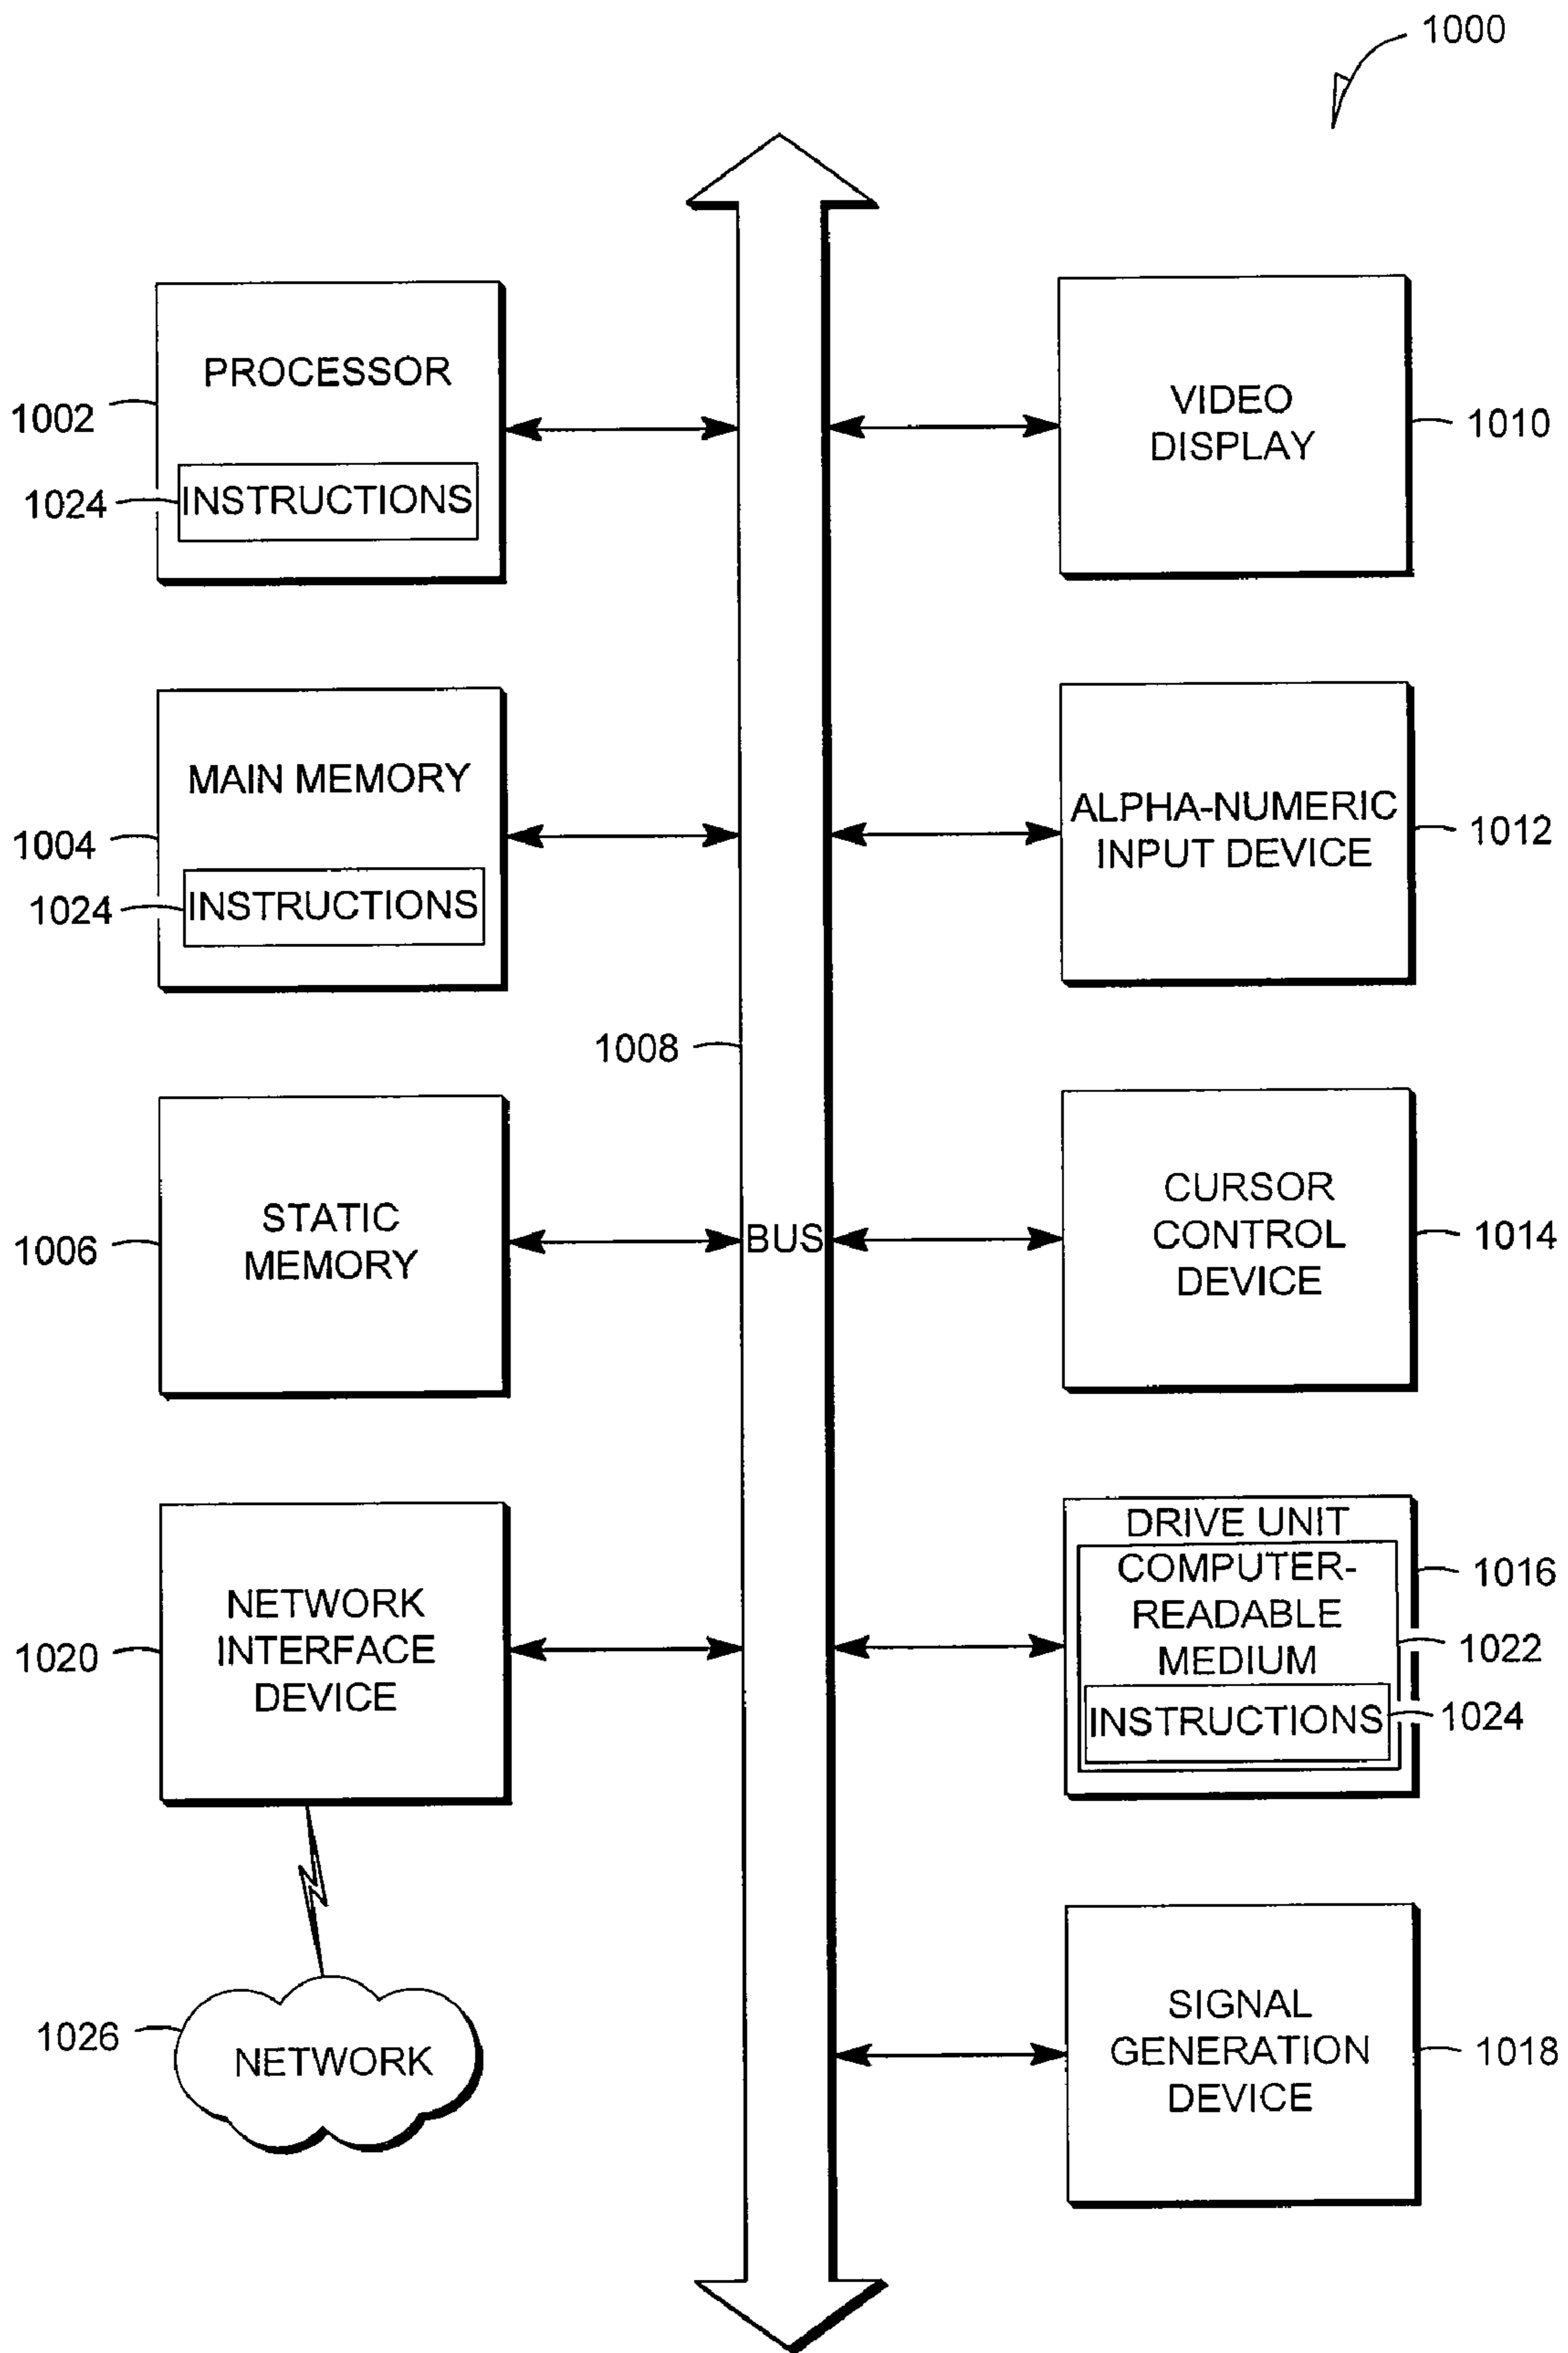 1000
PROCESSOR
1002
1024
INSTRUCTIONS
VIDEO
DISPLAY
1010
MAIN MEMORY
1004
1024
INSTRUCTIONS
ALPHA-NUMERIC
INPUT DEVICE
1012
1008
STATIC
MEMORY
1006
BUS
CURSOR
CONTROL
DEVICE
1014
NETWORK
INTERFACE
DEVICE
1020
DRIVE UNIT
1016
COMPUTER-
READABLE
MEDIUM
1022
INSTRUCTIONS
1024
1026
NETWORK
SIGNAL
GENERATION
DEVICE
1018